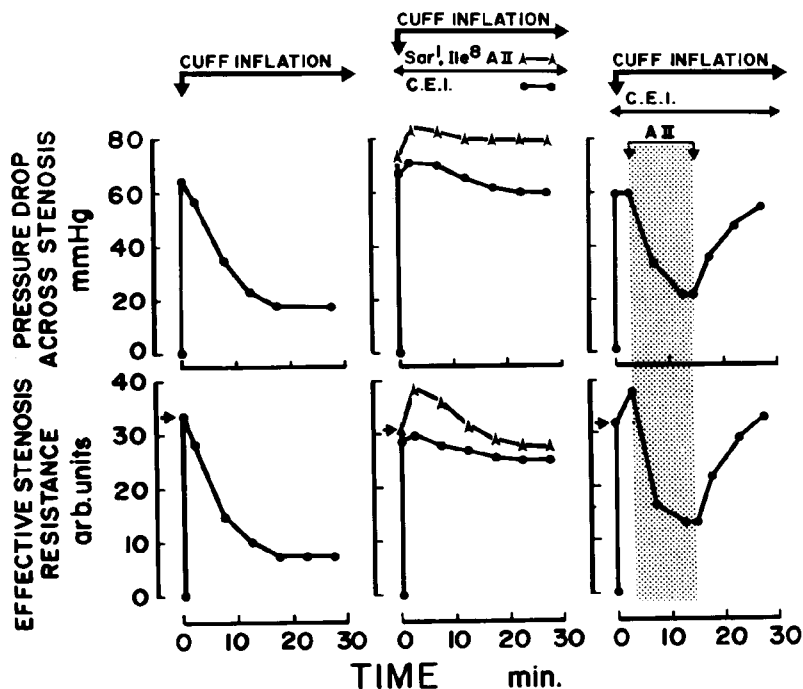 CUFF INFLATION
CUFF INFLATION
Sar¹, Ile⁸ A II
C.E.I.
CUFF INFLATION
C.E.I.
A II
PRESSURE DROP
ACROSS STENOSIS
mmHg
80
60
40
20
0
EFFECTIVE STENOSIS
RESISTANCE
arb.units
40
30
20
10
0
0 10 20 30
0 10 20 30
0 10 20 30
TIME min.